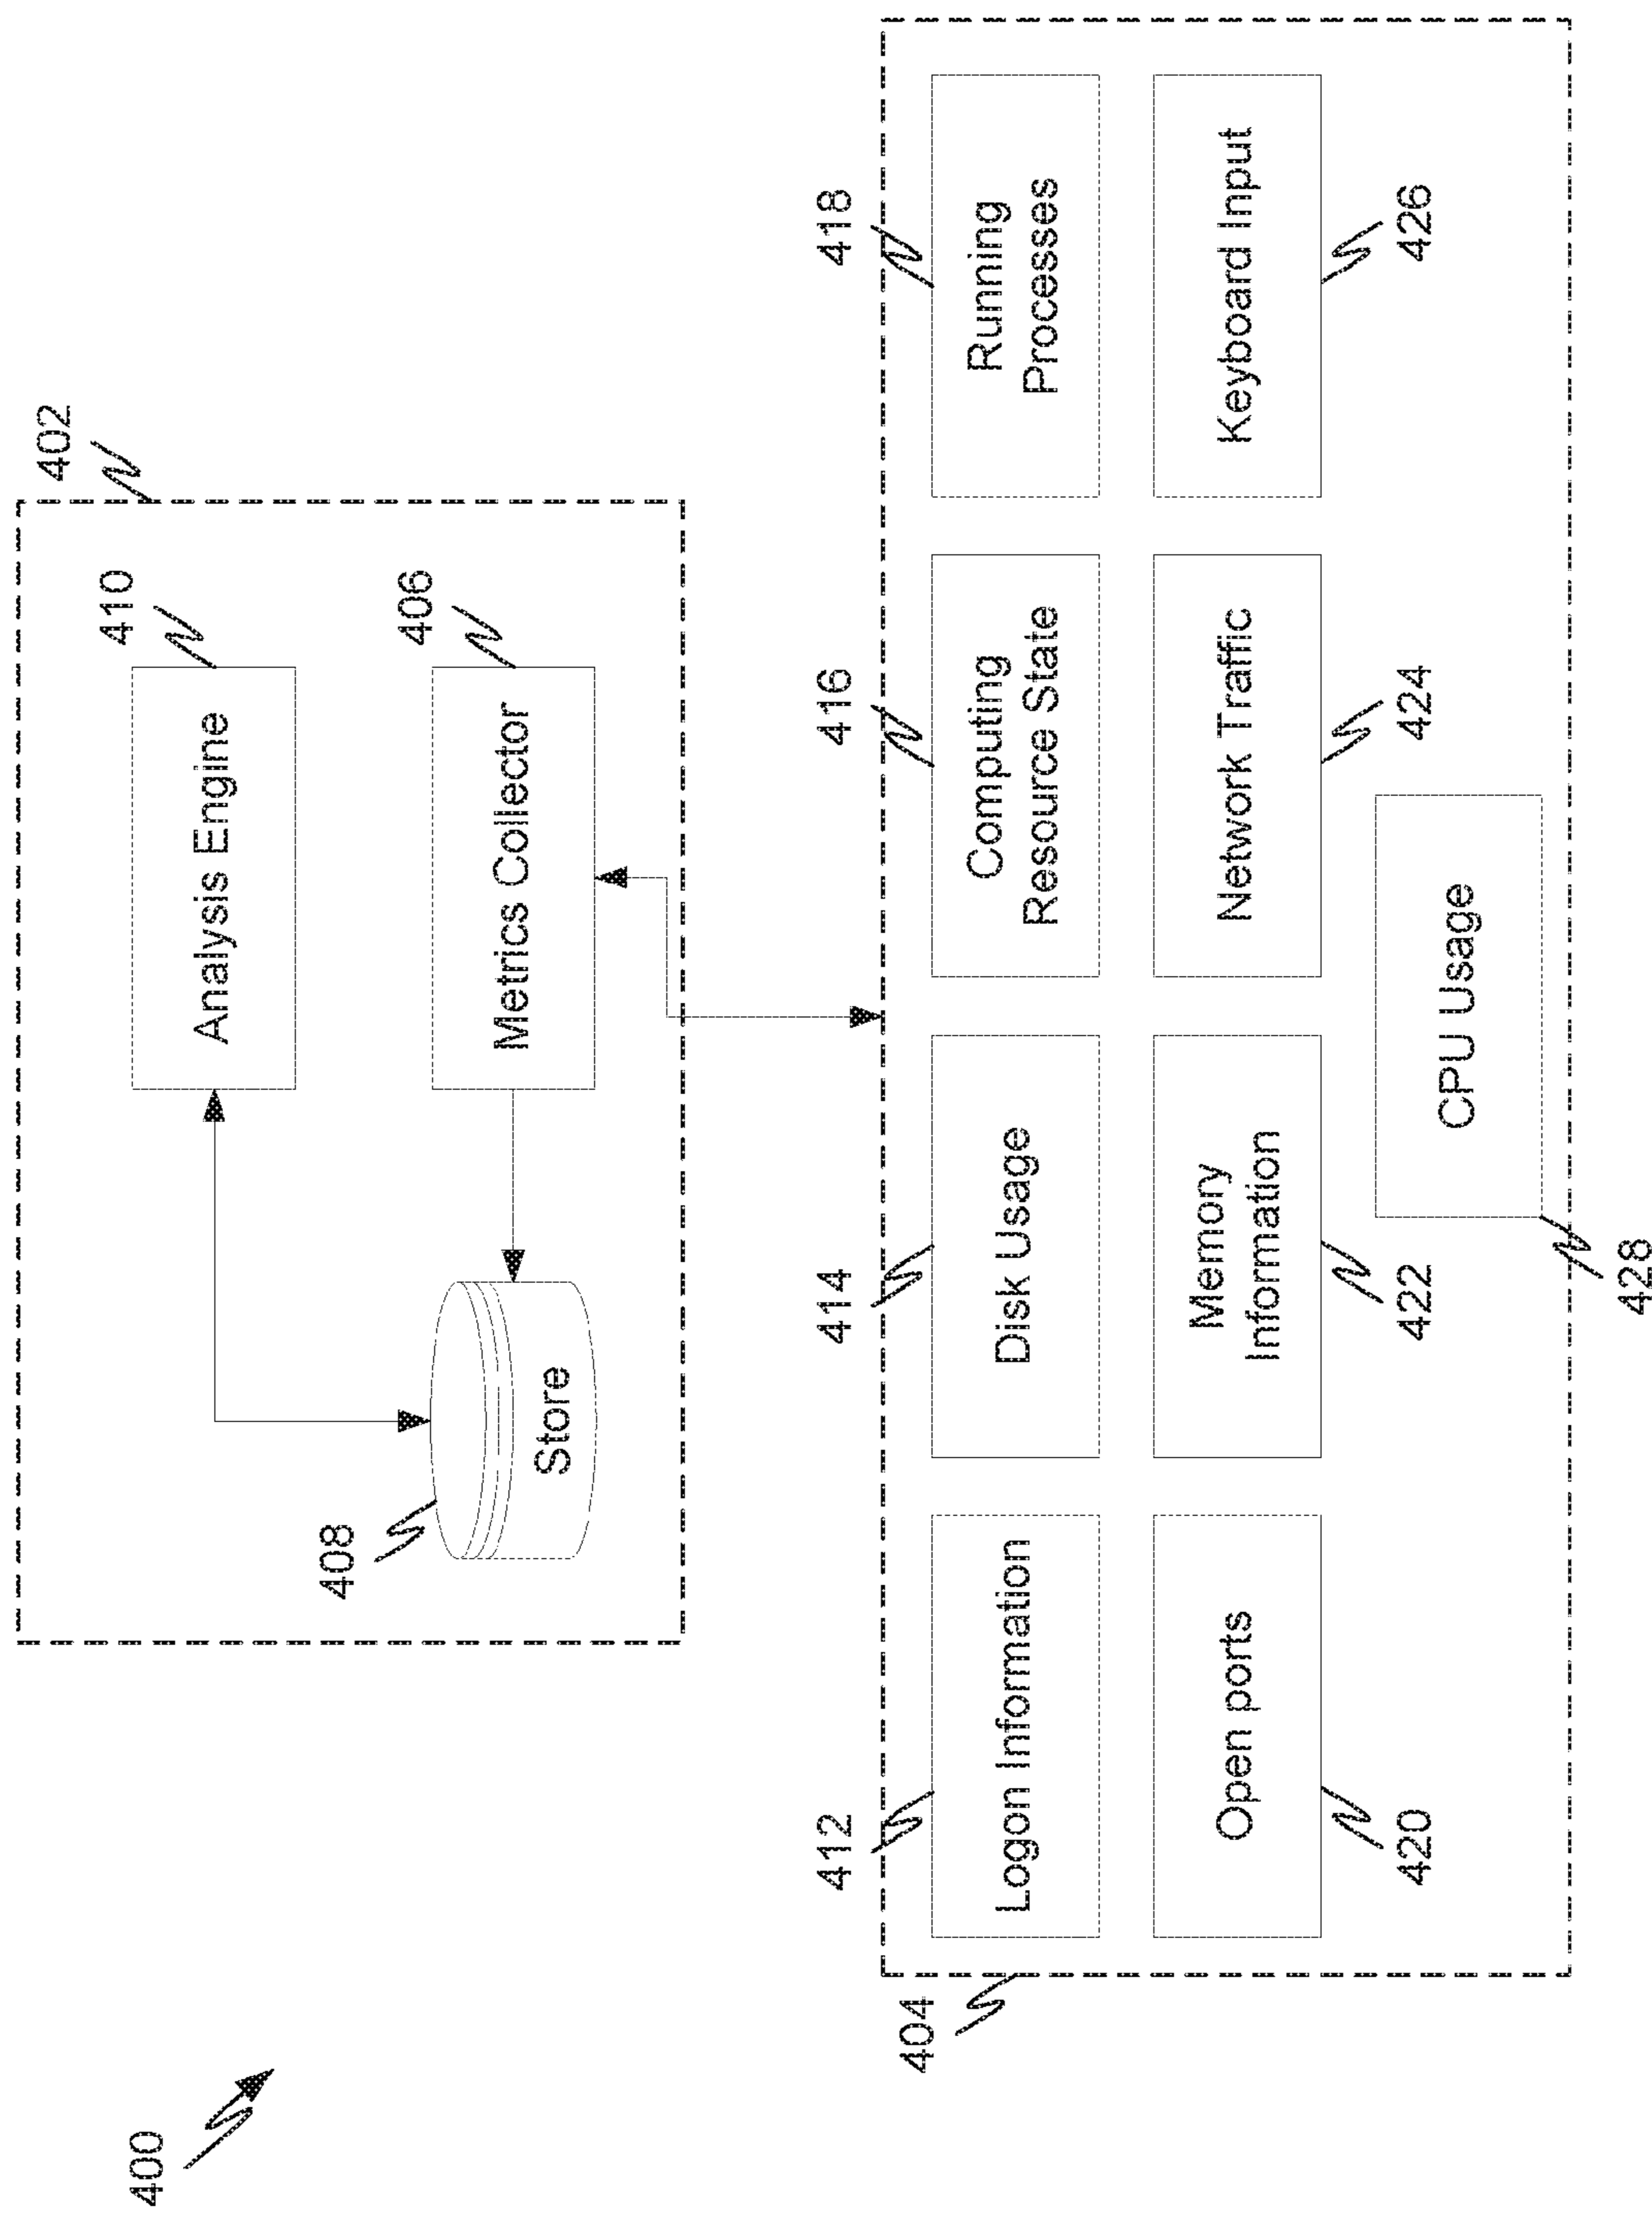 400
402
410
Analysis Engine
406
Metrics Collector
408
Store
404
412
Logon Information
414
Disk Usage
416
Computing
Resource State
418
Running
Processes
Open ports
420
Memory
Information
422
Network Traffic
424
Keyboard Input
426
CPU Usage
428